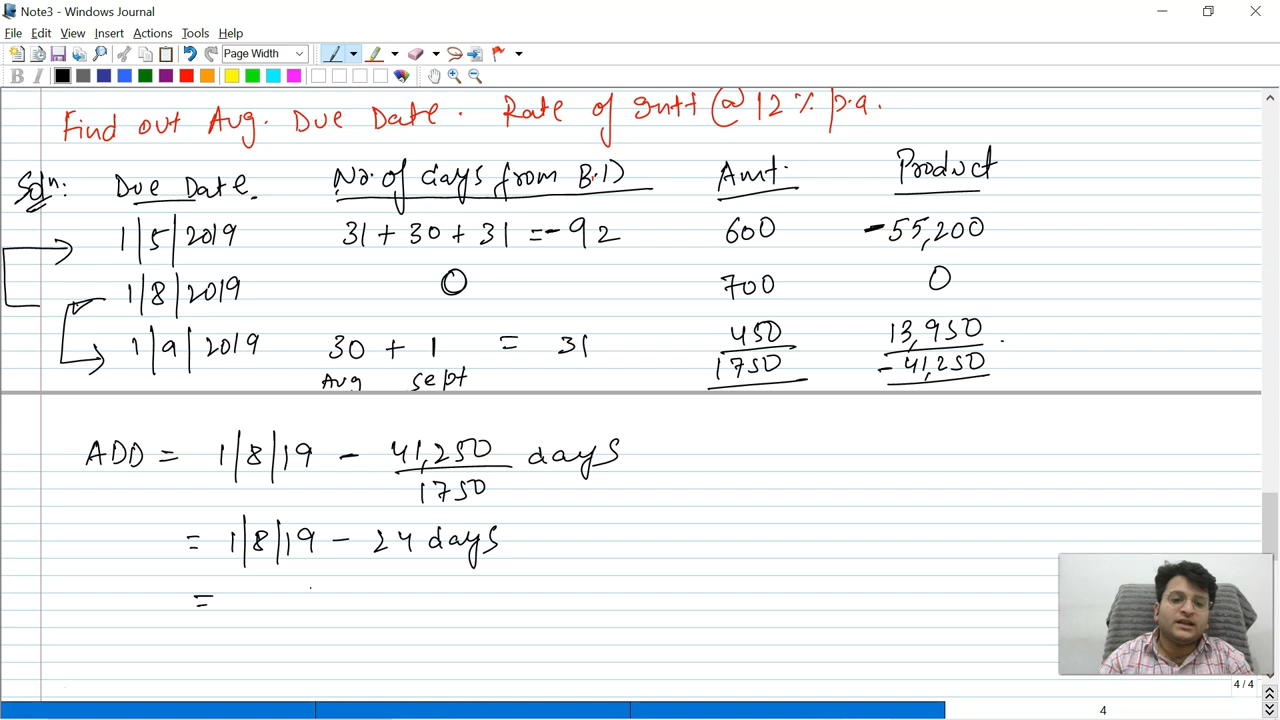 Note3 - Windows Journal
File Edit View Insert Actions Tools Help
Page Width
B I
Find out Avg. Due Date. Rate of Intt @ 12% p.a.
Soln: Due Date. No. of days from B.D Amt. Product
1|5|2019 31 + 30 + 31 = -92 600 -55,200
1|8|2019 0 700 0
1|9|2019 30 + 1 = 31 450 13,950.
Aug Sept 1750 -41,250
ADD = 1|8|19 - 41,250 days
1750
= 1|8|19 - 24 days
=
4 / 4
4